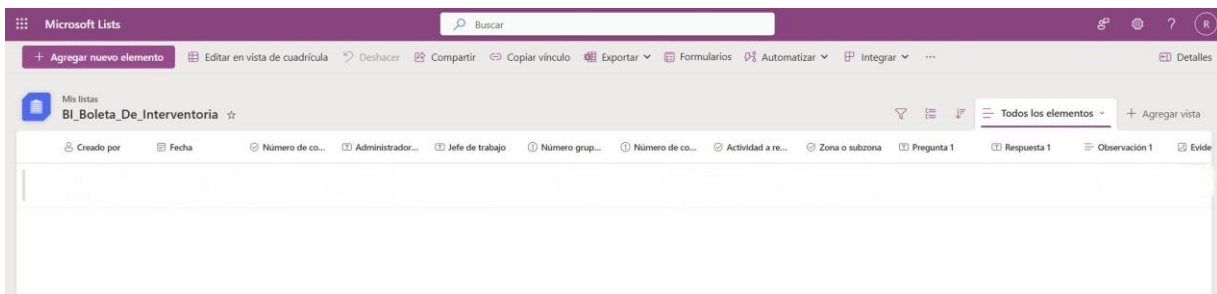 Microsoft Lists Buscar ? R
+ Agregar nuevo elemento Editar en vista de cuadrícula Deshacer Compartir Copiar vínculo Exportar Formularios Automatizar Integrar ... Detalles
Mis listas
BI_Boleta_De_Interventoria Todos los elementos + Agregar vista
Creado por Fecha Número de co... Administrador... Jefe de trabajo Número grup... Número de co... Actividad a re... Zona o subzona Pregunta 1 Respuesta 1 Observación 1 Evide